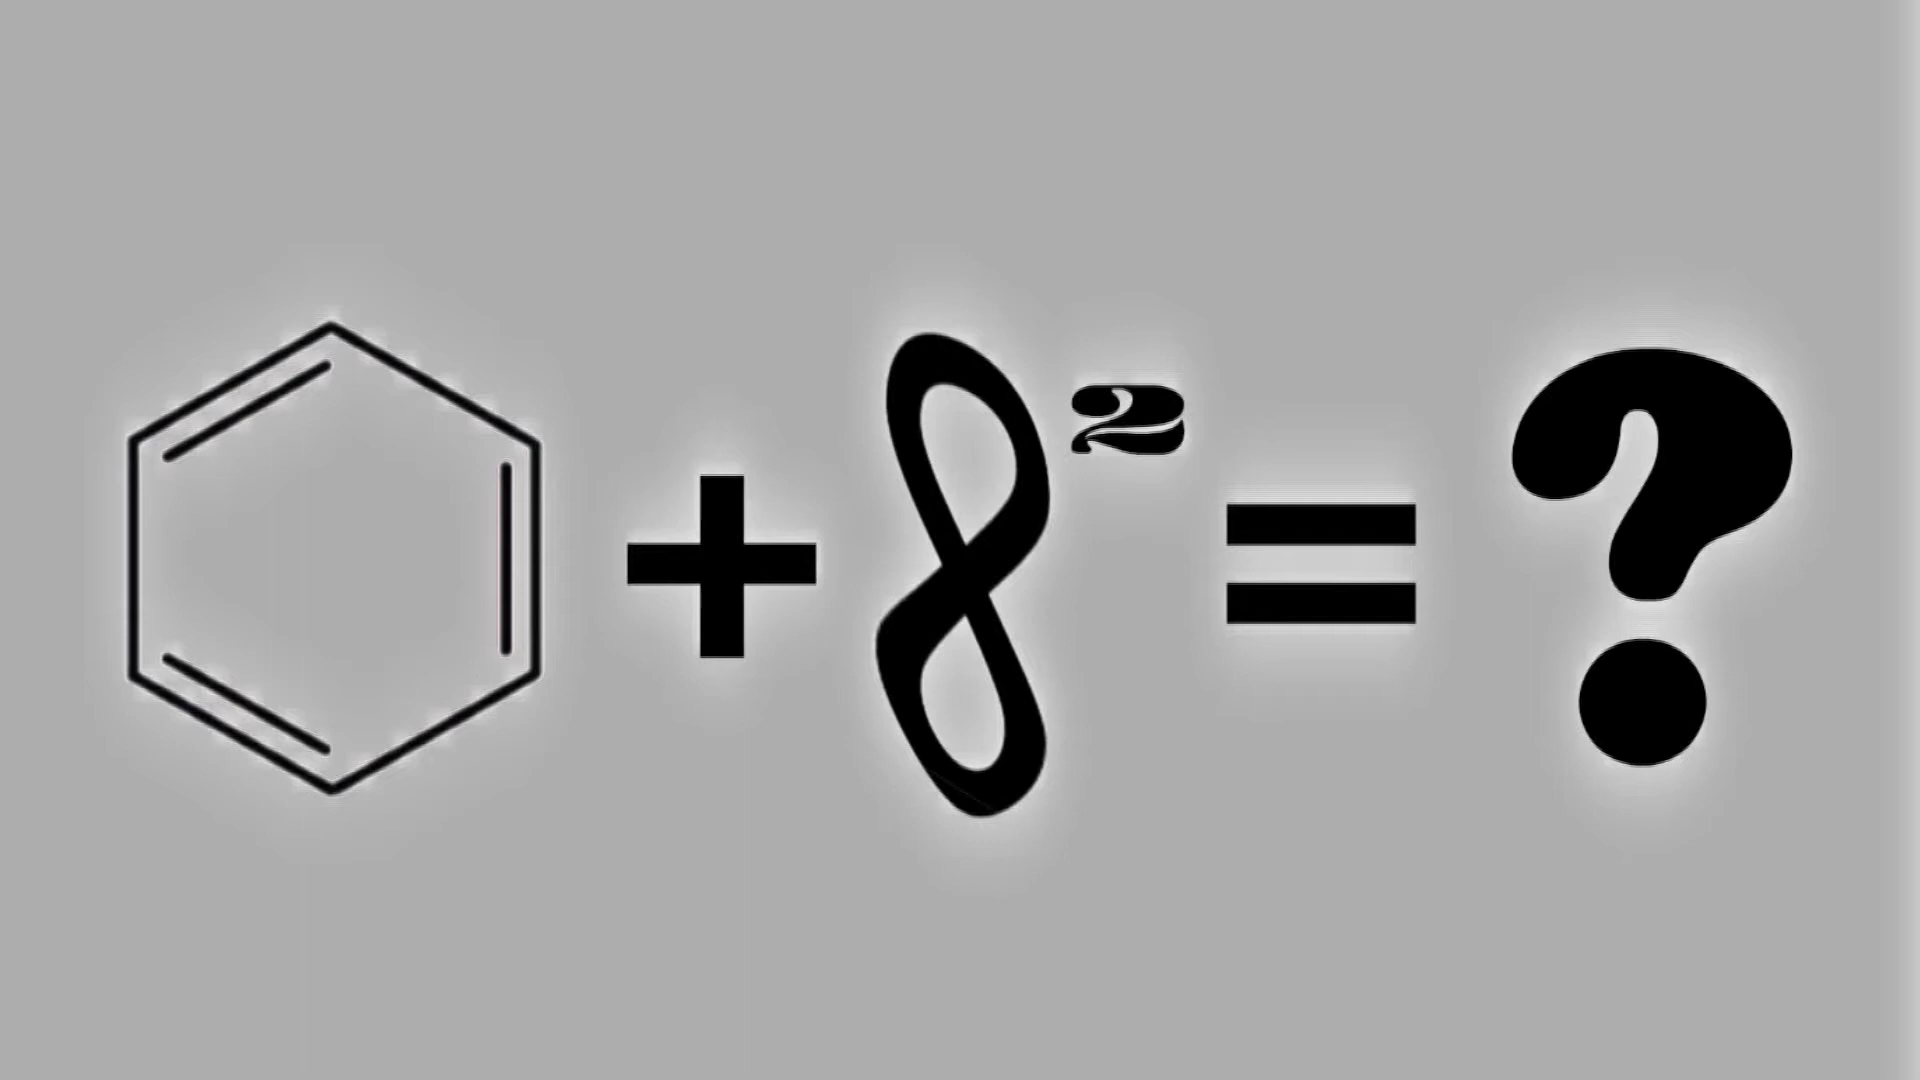 + 8² = ?